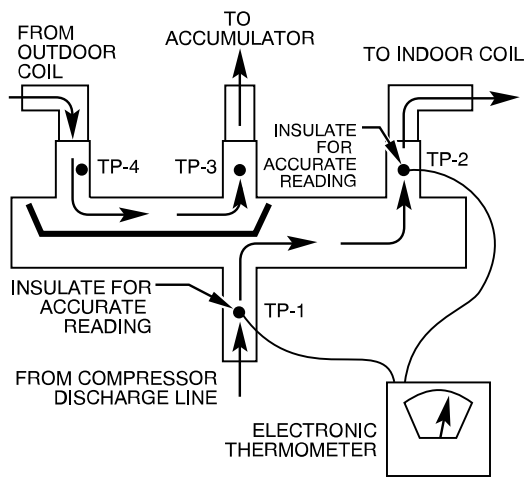 FROM
OUTDOOR
COIL
TO
ACCUMULATOR
TO INDOOR COIL
INSULATE
FOR
ACCURATE
READING
TP-4
TP-3
TP-2
INSULATE FOR
ACCURATE
READING
TP-1
FROM COMPRESSOR
DISCHARGE LINE
ELECTRONIC
THERMOMETER